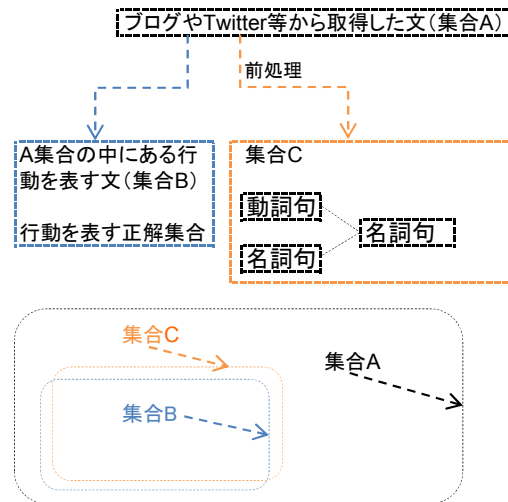 ブログやTwitter等から取得した文(集合A)
前処理
A集合の中にある行
動を表す文(集合B)
行動を表す正解集合
集合C
動詞句
名詞句
名詞句
集合C
集合A
集合B